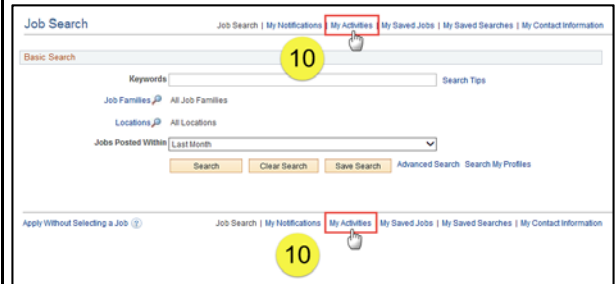 Job Search
Job Search | My Notifications | My Activities | My Saved Jobs | My Saved Searches | My Contact Information
10
Basic Search
Keywords
Search Tips
Job Families
All Job Families
Locations
All Locations
Jobs Posted Within
Last Month
Search
Clear Search
Save Search
Advanced Search
Search My Profiles
Apply Without Selecting a Job
Job Search | My Notifications | My Activities | My Saved Jobs | My Saved Searches | My Contact Information
10